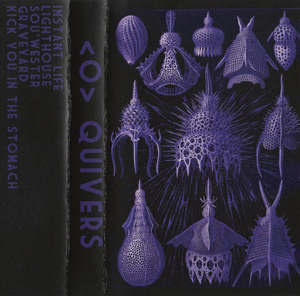 INSTANT LIFE
LIGHTHOUSE
SOU'WESTER
GRAVEYARD
KICK YOU IN THE STOMACH
<O> QUIVERS